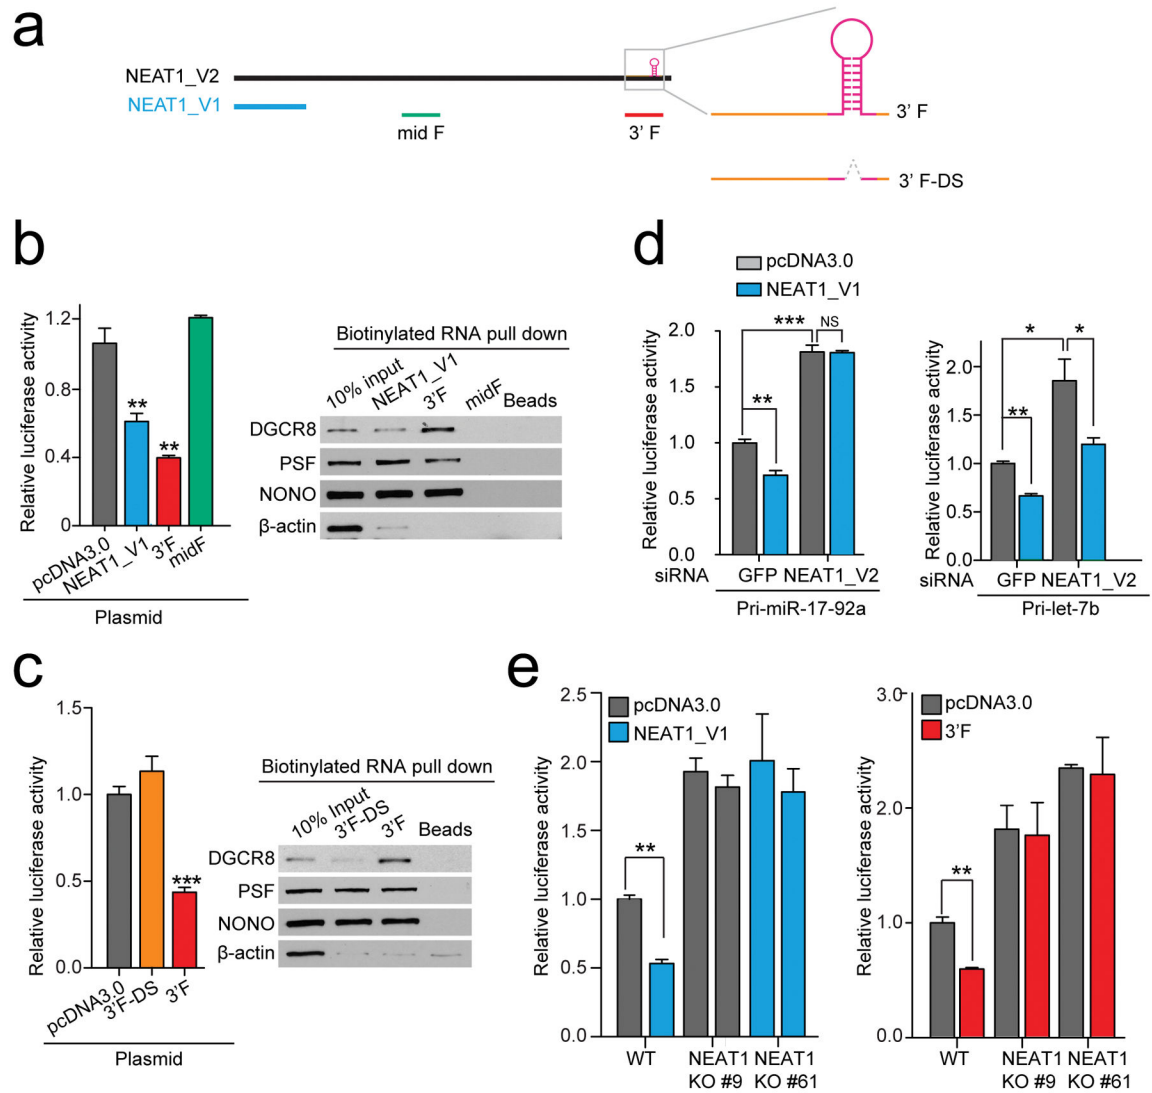 a
NEAT1_V2
NEAT1_V1
mid F
3’ F
3’ F
3’ F-DS
b
Relative luciferase activity
1.2
0.8
0.4
0
** 
**
pcDNA3.0
NEAT1_V1
3’F
midF
Plasmid
Biotinylated RNA pull down
10% input
NEAT1_V1
3’F
midF
Beads
DGCR8
PSF
NONO
β-actin
d
pcDNA3.0
NEAT1_V1
Relative luciferase activity
2.0
1.5
1.0
0.5
0.0
***
NS
**
siRNA
GFP NEAT1_V2
Pri-miR-17-92a
Relative luciferase activity
2.0
1.5
1.0
0.5
0.0
*
*
**
siRNA
GFP NEAT1_V2
Pri-let-7b
c
Relative luciferase activity
1.5
1.0
0.5
0.0
***
pcDNA3.0
3’F-DS
3’F
Plasmid
Biotinylated RNA pull down
10% Input
3’F-DS
3’F
Beads
DGCR8
PSF
NONO
β-actin
e
pcDNA3.0
NEAT1_V1
Relative luciferase activity
2.5
2.0
1.5
1.0
0.5
0.0
**
WT
NEAT1
KO #9
NEAT1
KO #61
pcDNA3.0
3’F
Relative luciferase activity
3.0
2.0
1.0
0.0
**
WT
NEAT1
KO #9
NEAT1
KO #61